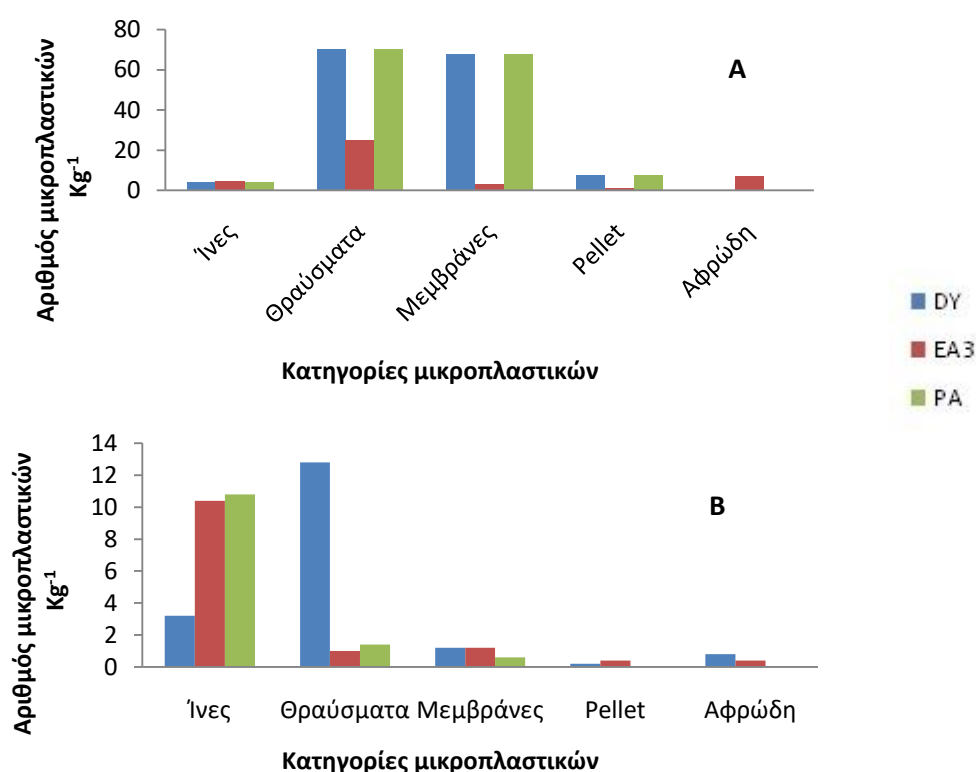 80
60
40
20
0
Αριθμός μικροπλαστικών
Kg-1
A
Ίνες
Θραύσματα
Μεμβράνες
Pellet
Αφρώδη
Κατηγορίες μικροπλαστικών
DY
EA3
PA
14
12
10
8
6
4
2
0
Αριθμός μικροπλαστικών
Kg-1
B
Ίνες Θραύσματα Μεμβράνες Pellet Αφρώδη
Κατηγορίες μικροπλαστικών